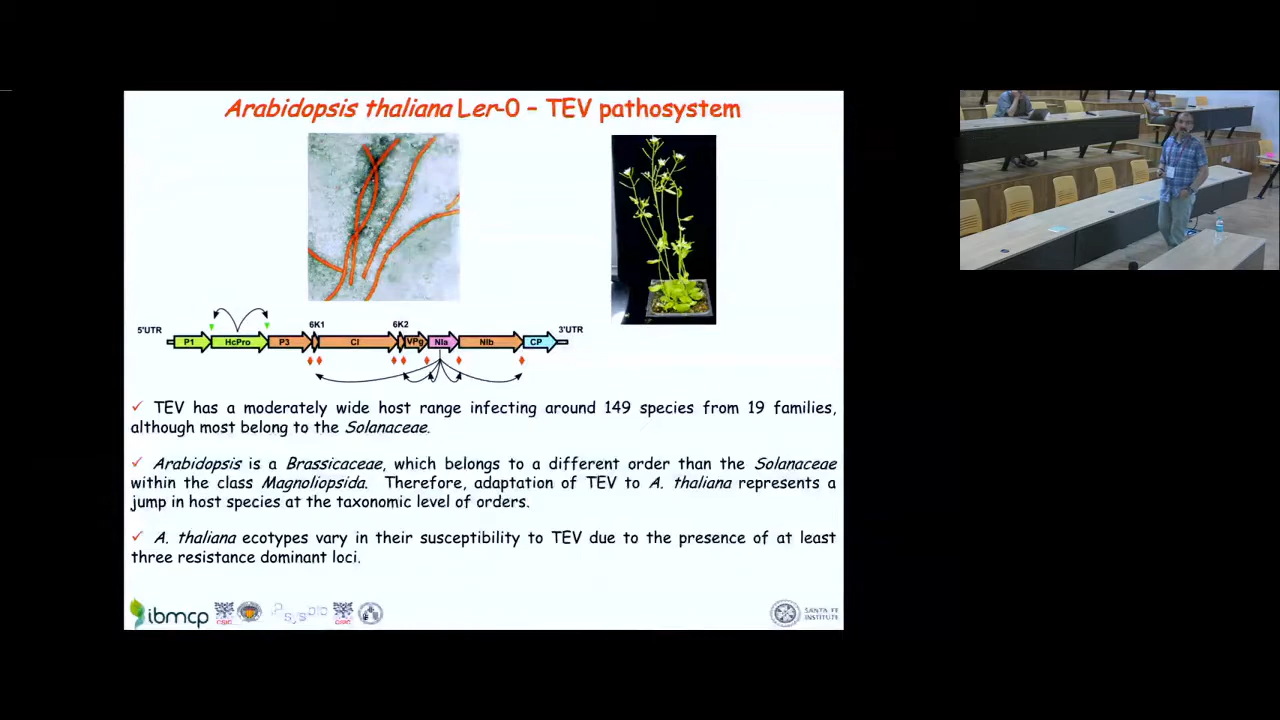 Arabidopsis thaliana Ler-0 – TEV pathosystem
6K1
6K2
5'UTR
3'UTR
P1
HcPro
P3
CI
VPg
NIa
NIb
CP
✓ TEV has a moderately wide host range infecting around 149 species from 19 families,
although most belong to the Solanaceae.
✓ Arabidopsis is a Brassicaceae, which belongs to a different order than the Solanaceae
within the class Magnoliopsida. Therefore, adaptation of TEV to A. thaliana represents a
jump in host species at the taxonomic level of orders.
✓ A. thaliana ecotypes vary in their susceptibility to TEV due to the presence of at least
three resistance dominant loci.
ibmcp
CSIC
sysbio
CSIC
SANTA FE
INSTITUTE